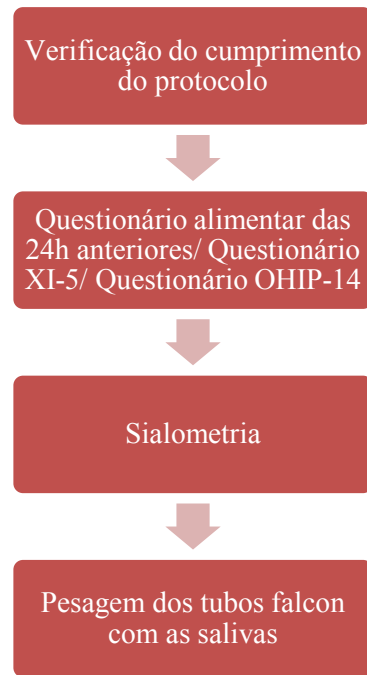 Verificação do cumprimento
do protocolo
Questionário alimentar das
24h anteriores/ Questionário
XI-5/ Questionário OHIP-14
Sialometria
Pesagem dos tubos falcon
com as salivas